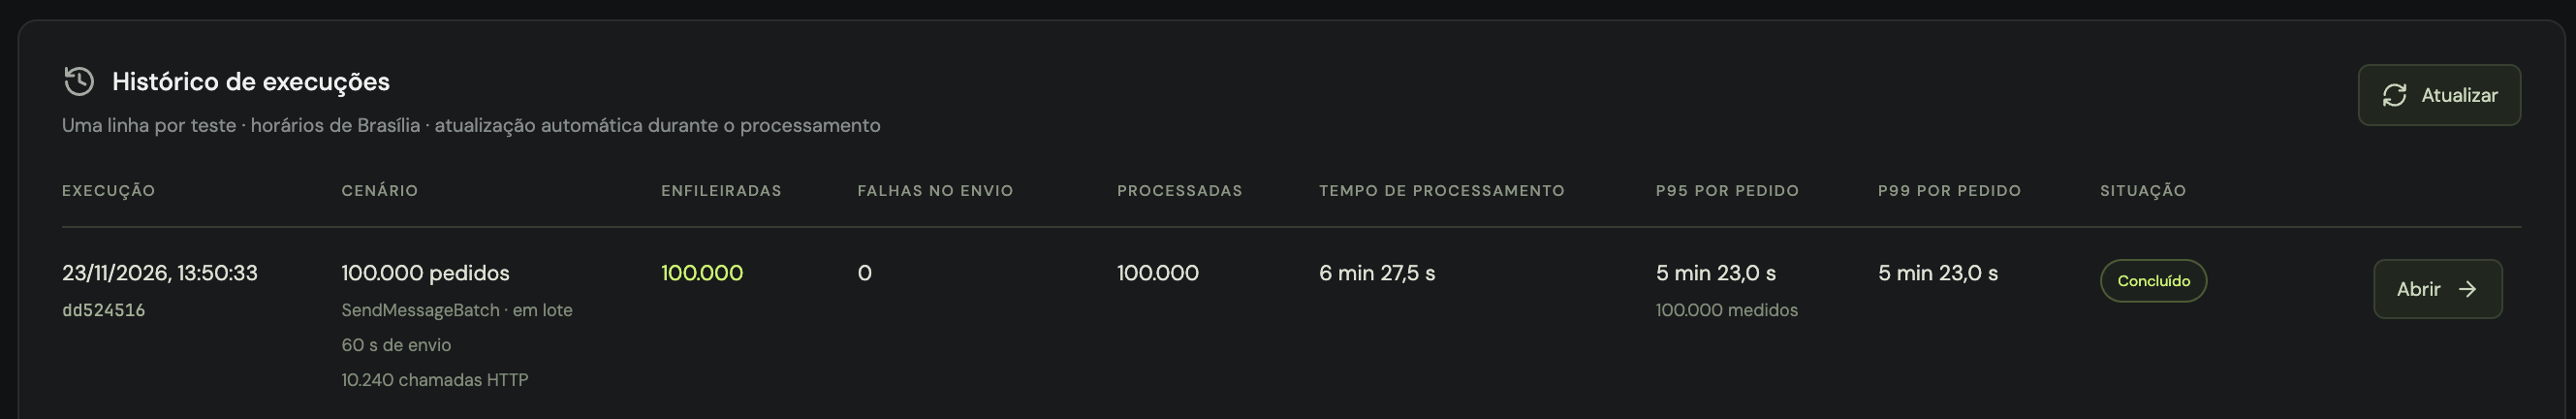 Histórico de execuções
Atualizar
Uma linha por teste · horários de Brasília · atualização automática durante o processamento
EXECUÇÃO CENÁRIO ENFILEIRADAS FALHAS NO ENVIO PROCESSADAS TEMPO DE PROCESSAMENTO P95 POR PEDIDO P99 POR PEDIDO SITUAÇÃO
23/11/2026, 13:50:33 100.000 pedidos 100.000 0 100.000 6 min 27,5 s 5 min 23,0 s 5 min 23,0 s Concluído Abrir
dd524516 SendMessageBatch · em lote 100.000 medidos
60 s de envio
10.240 chamadas HTTP